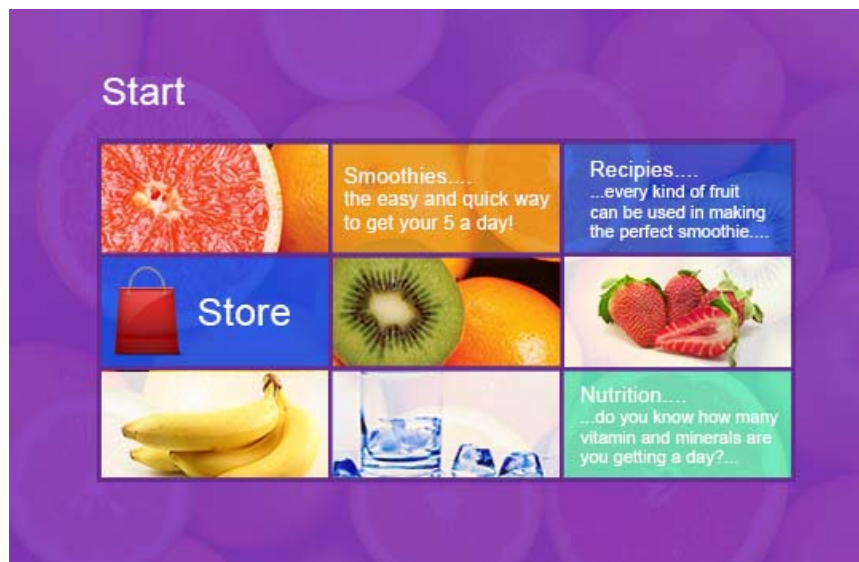 Start
Smoothies....
the easy and quick way
to get your 5 a day!
Recipies....
...every kind of fruit
can be used in making
the perfect smoothie....
Store
Nutrition....
...do you know how many
vitamin and minerals are
you getting a day?...